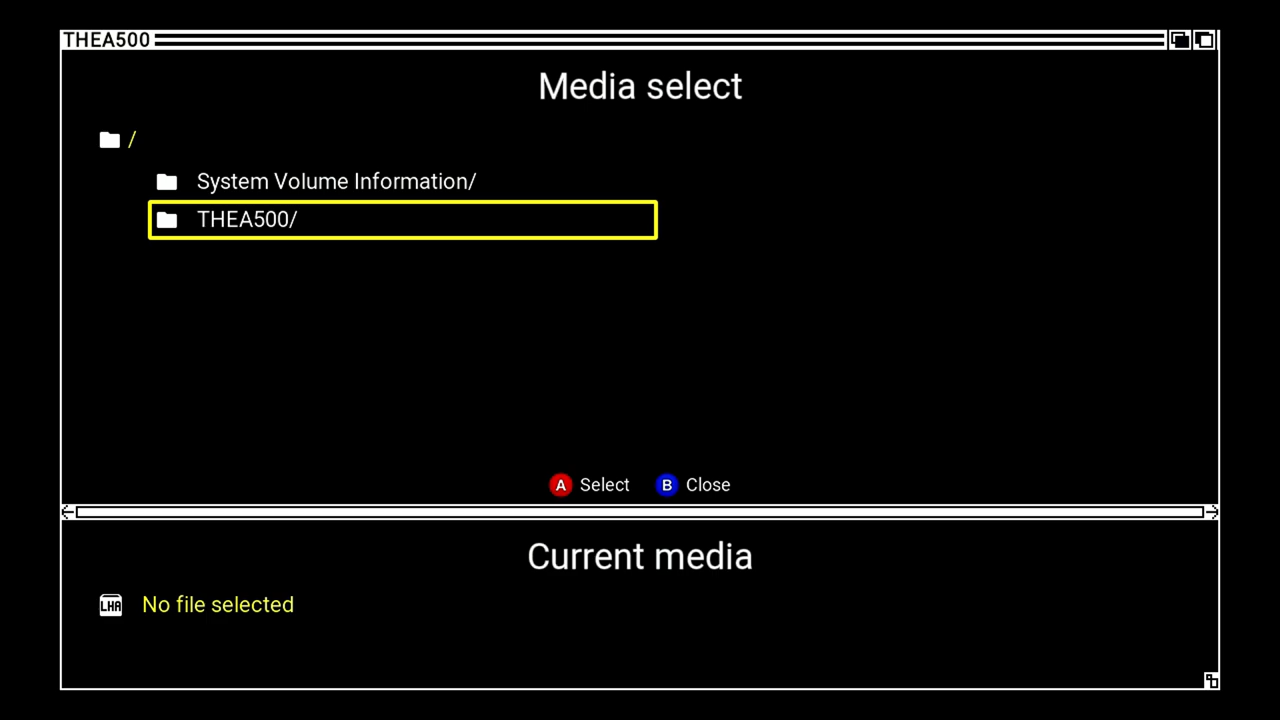 THEA500
Media select
/
System Volume Information/
THEA500/
A Select B Close
Current media
LHA No file selected